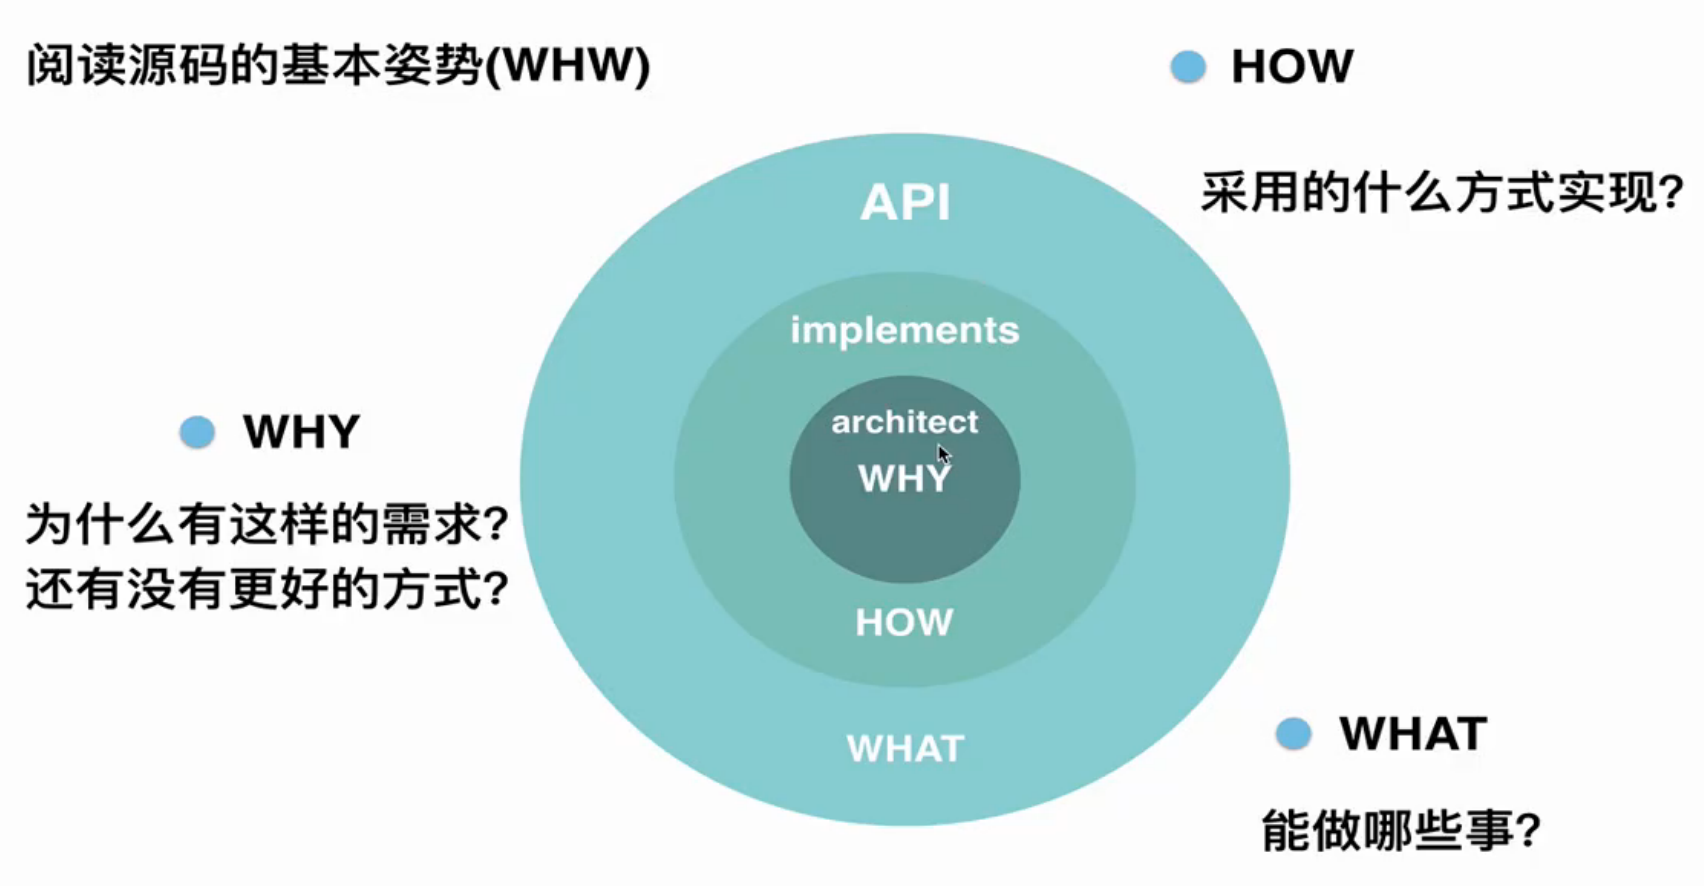 阅读源码的基本姿势(WHW)
HOW
采用的什么方式实现?
API
implements
architect
WHY
HOW
WHAT
WHY
为什么有这样的需求?
还有没有更好的方式?
WHAT
能做哪些事?